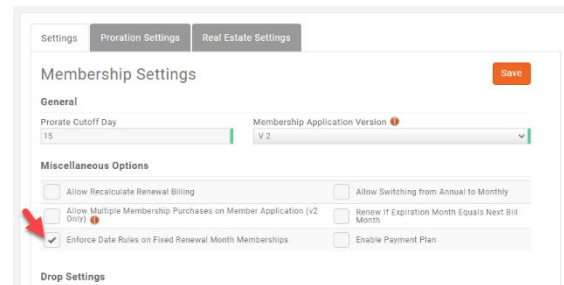 Settings Proration Settings Real Estate Settings
Membership Settings Save
General
Prorate Cutoff Day Membership Application Version
15 V 2
Miscellaneous Options
Allow Recalculate Renewal Billing Allow Switching from Annual to Monthly
Allow Multiple Membership Purchases on Member Application (v2 Only)
Renew If Expiration Month Equals Next Bill Month
Enforce Date Rules on Fixed Renewal Month Memberships Enable Payment Plan
Drop Settings